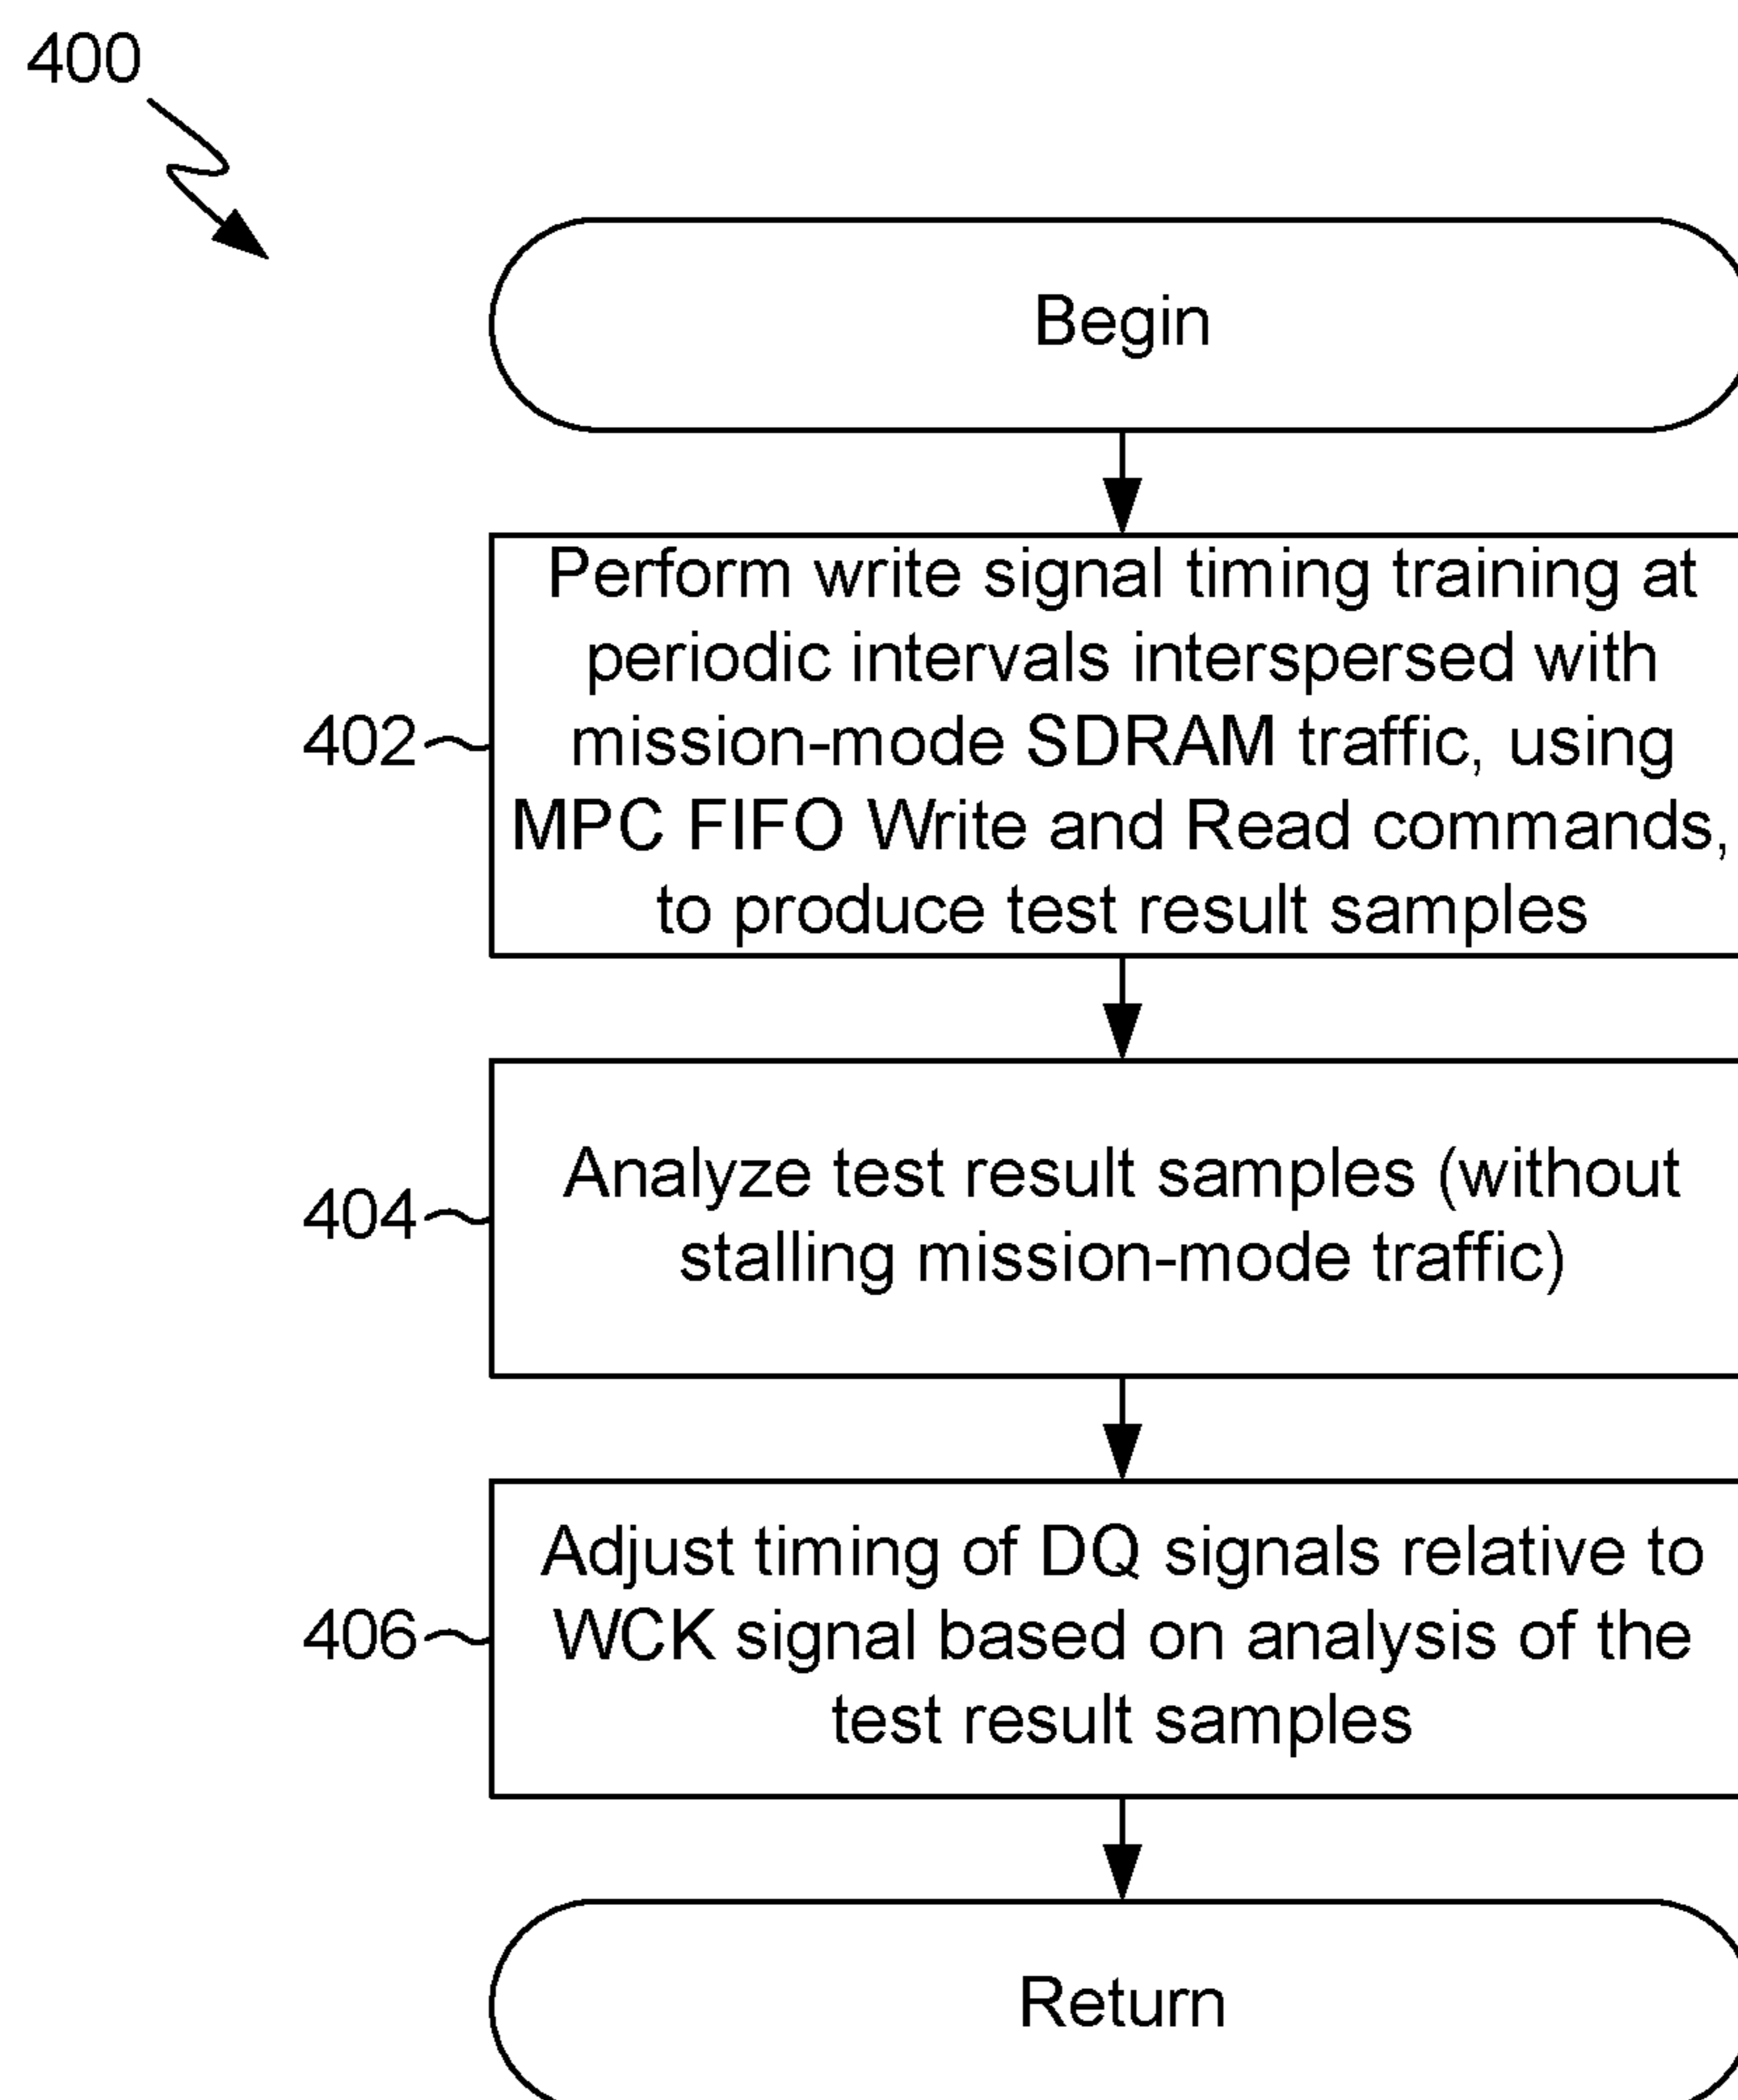 400
Begin
402
Perform write signal timing training at
periodic intervals interspersed with
mission-mode SDRAM traffic, using
MPC FIFO Write and Read commands,
to produce test result samples
404
Analyze test result samples (without
stalling mission-mode traffic)
406
Adjust timing of DQ signals relative to
WCK signal based on analysis of the
test result samples
Return